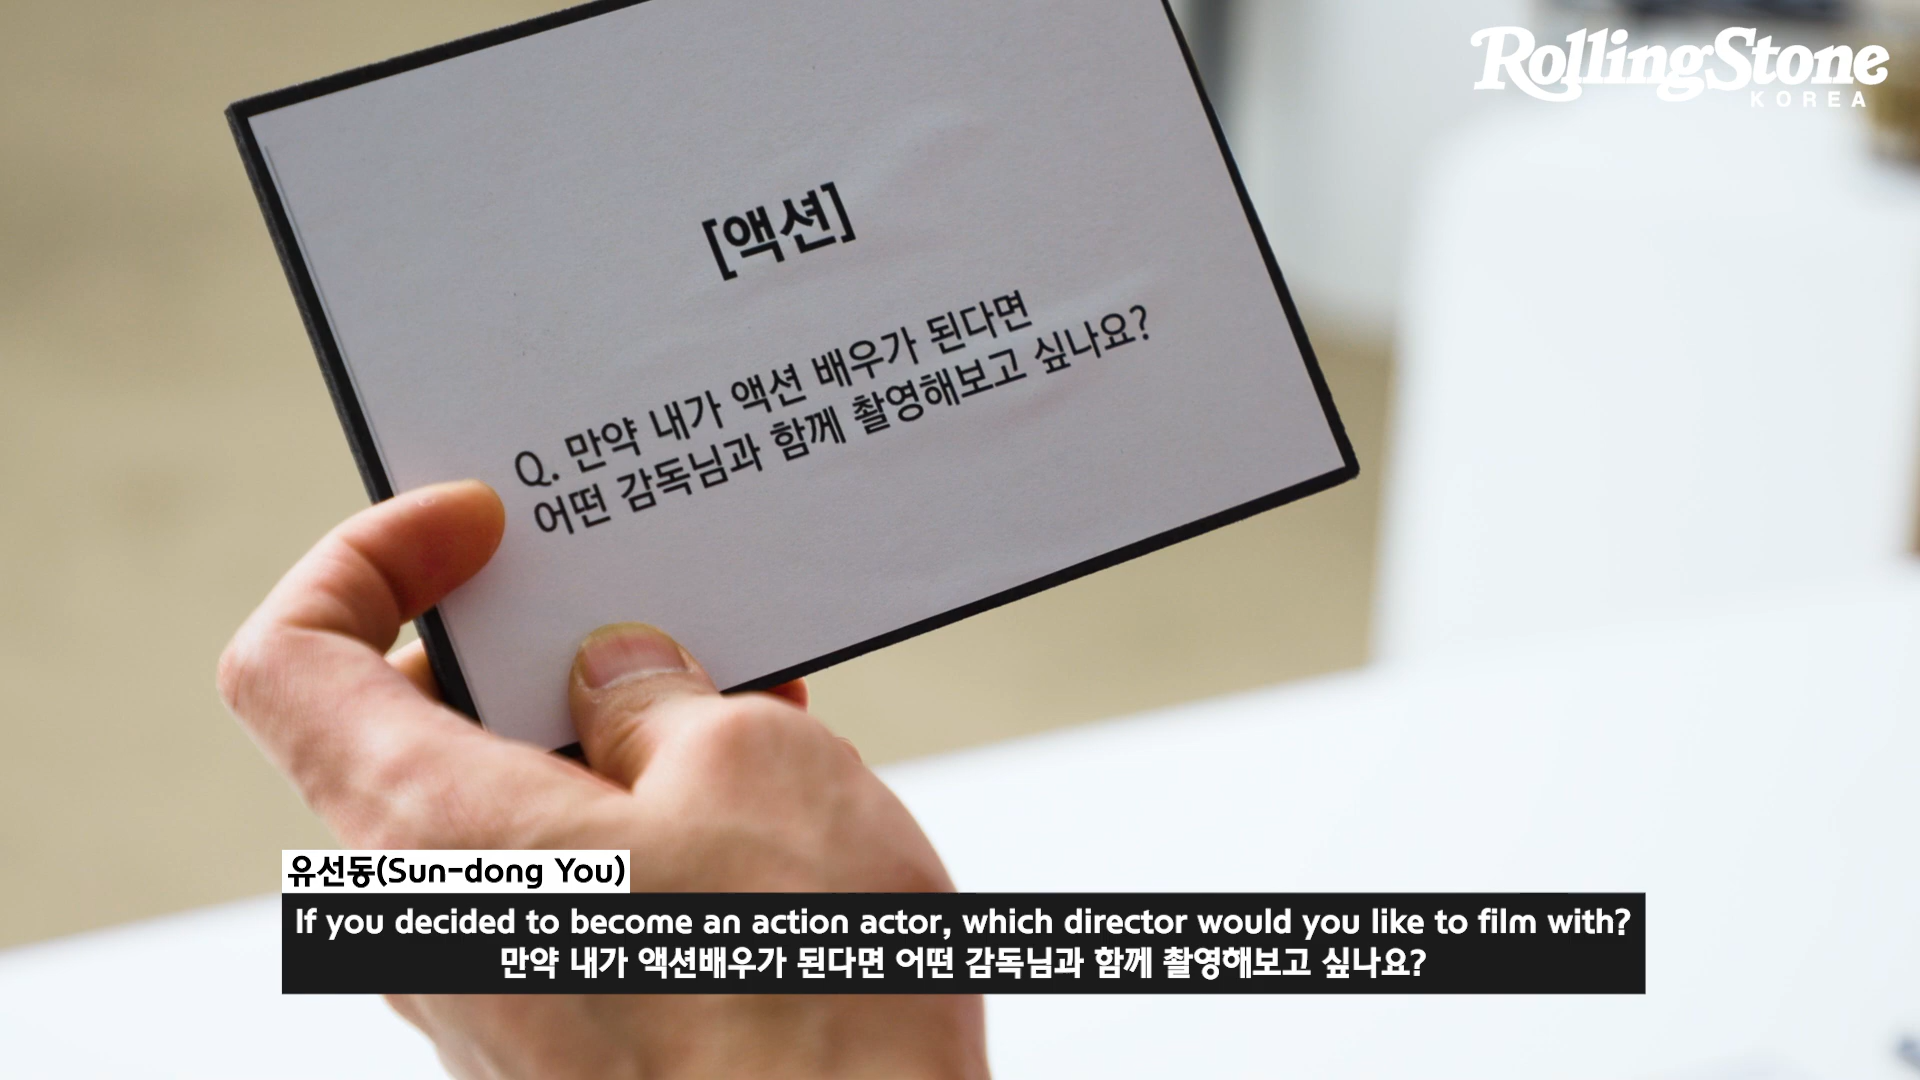 RollingStone
KOREA
[액션]
Q. 만약 내가 액션 배우가 된다면
어떤 감독님과 함께 촬영해보고 싶나요?
유선동(Sun-dong You)
If you decided to become an action actor, which director would you like to film with?
만약 내가 액션배우가 된다면 어떤 감독님과 함께 촬영해보고 싶나요?